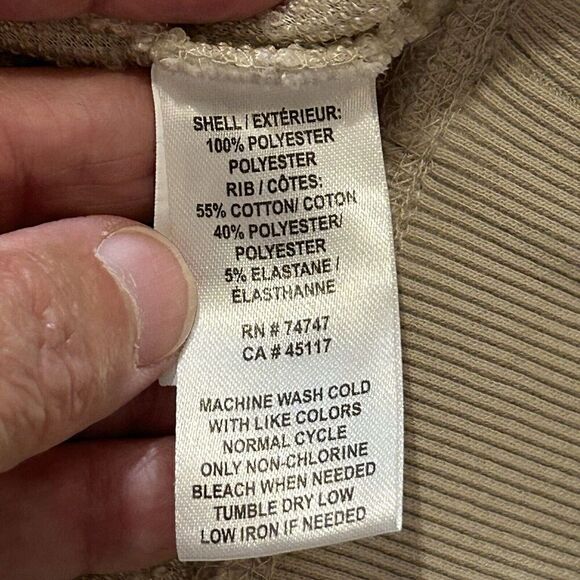 SHELL / EXTÉRIEUR:
100% POLYESTER
POLYESTER
RIB / CÔTES:
55% COTTON/ COTON
40% POLYESTER/
POLYESTER
5% ELASTANE /
ÉLASTHANNE
RN # 74747
CA # 45117
MACHINE WASH COLD
WITH LIKE COLORS
NORMAL CYCLE
ONLY NON-CHLORINE
BLEACH WHEN NEEDED
TUMBLE DRY LOW
LOW IRON IF NEEDED